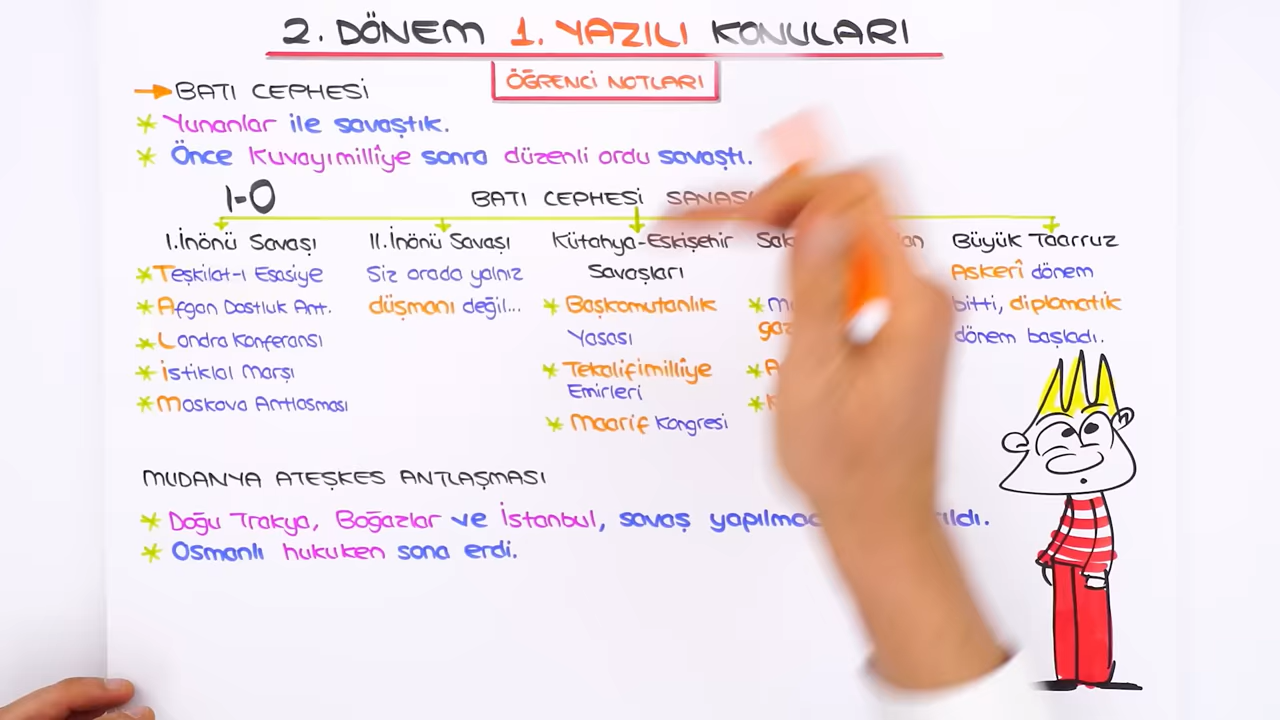 2. DÖNEM 1. YAZILI KONULARI
ÖĞRENCİ NOTLARI
BATI CEPHESİ
Yunanlar ile savaştık.
Önce Kuvayımillîye sonra düzenli ordu savaştı.
1-0
BATI CEPHESİ
I.İnönü Savaşı
Teşkilat-ı Esasiye
Afgan Dostluk Ant.
Londra Konferansı
İstiklal Marşı
Moskova Antlaşması
II.İnönü Savaşı
Siz orada yalnız
düşmanı değil...
Kütahya-Eskişehir
Savaşları
Başkomutanlık
Yasası
Tekalifimillîye
Emirleri
Maarif Kongresi
Büyük Taarruz
Askerî dönem
bitti, diplomatik
dönem başladı.
MUDANYA ATEŞKES ANTLAŞMASI
Doğu Trakya, Boğazlar ve İstanbul, savaş
Osmanlı hukuken sona erdi.